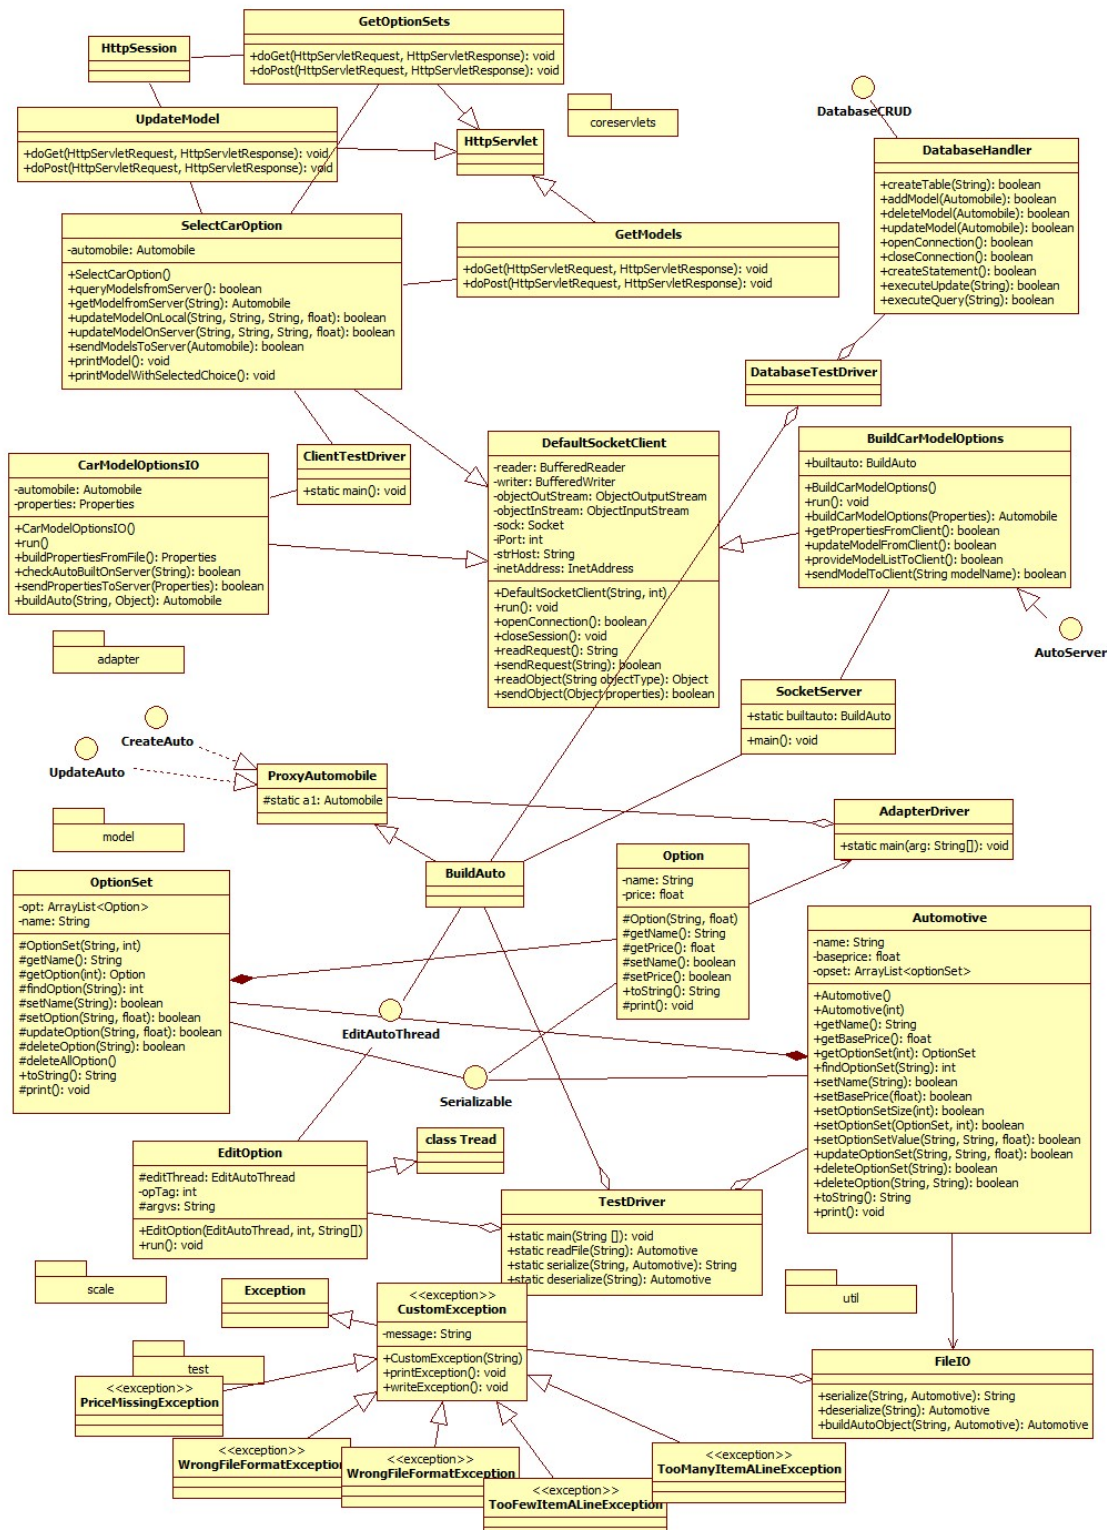 GetOptionSets
+doGet(HttpServletRequest, HttpServletResponse): void
+doPost(HttpServletRequest, HttpServletResponse): void
HttpSession
UpdateModel
+doGet(HttpServletRequest, HttpServletResponse): void
+doPost(HttpServletRequest, HttpServletResponse): void
HttpServlet
coreservlets
DatabaseCRUD
DatabaseHandler
+createTable(String): boolean
+addModel(Automobile): boolean
+deleteModel(Automobile): boolean
+updateModel(Automobile): boolean
+openConnection(): boolean
+closeConnection(): boolean
+createStatement(): boolean
+executeUpdate(String): boolean
+executeQuery(String): boolean
SelectCarOption
-automobile: Automobile
+SelectCarOption()
+queryModelsfromServer(): boolean
+getModelfromServer(String): Automobile
+updateModelOnLocal(String, String, String, float): boolean
+updateModelOnServer(String, String, String, float): boolean
+sendModelsToServer(Automobile): boolean
+printModel(): void
+printModelWithSelectedChoice(): void
GetModels
+doGet(HttpServletRequest, HttpServletResponse): void
+doPost(HttpServletRequest, HttpServletResponse): void
DatabaseTestDriver
CarModelOptionsIO
-automobile: Automobile
-properties: Properties
+CarModelOptionsIO()
+run()
+buildPropertiesFromFile(): Properties
+checkAutoBuiltOnServer(String): boolean
+sendPropertiesToServer(Properties): boolean
+buildAuto(String, Object): Automobile
ClientTestDriver
+static main(): void
DefaultSocketClient
-reader: BufferedReader
-writer: BufferedWriter
-objectOutStream: ObjectOutputStream
-objectInStream: ObjectInputStream
-sock: Socket
-iPort: int
-strHost: String
-inetAddress: InetAddress
+DefaultSocketClient(String, int)
+run(): void
+openConnection(): boolean
+closeSession(): void
+readRequest(): String
+sendRequest(String): boolean
+readObject(String objectType): Object
+sendObject(Object properties): boolean
BuildCarModelOptions
+builtauto: BuildAuto
+BuildCarModelOptions()
+run(): void
+buildCarModelOptions(Properties): Automobile
+getPropertiesFromClient(): boolean
+updateModelFromClient(): boolean
+provideModelListToClient(): boolean
+sendModelToClient(String modelName): boolean
AutoServer
adapter
SocketServer
+static builtauto: BuildAuto
+main(): void
CreateAuto
UpdateAuto
ProxyAutomobile
#static a1: Automobile
model
AdapterDriver
+static main(arg: String[]): void
BuildAuto
Option
-name: String
-price: float
#Option(String, float)
#getName(): String
#getPrice(): float
#setName(): boolean
#setPrice(): boolean
+toString(): String
#print(): void
OptionSet
-opt: ArrayList<Option>
-name: String
#OptionSet(String, int)
#getName(): String
#getOption(int): Option
#findOption(String): int
#setName(String): boolean
#setOption(String, float): boolean
#updateOption(String, float): boolean
#deleteOption(String): boolean
#deleteAllOption()
+toString(): String
#print(): void
Automotive
-name: String
-baseprice: float
-opset: ArrayList<optionSet>
+Automotive()
+Automotive(int)
+getName(): String
+getBasePrice(): float
+getOptionSet(int): OptionSet
+findOptionSet(String): int
+setName(String): boolean
+setBasePrice(float): boolean
+setOptionSetSize(int): boolean
+setOptionSet(OptionSet, int): boolean
+setOptionSetValue(String, String, float): boolean
+updateOptionSet(String, String, float): boolean
+deleteOptionSet(String): boolean
+deleteOption(String, String): boolean
+toString(): String
+print(): void
EditAutoThread
Serializable
EditOption
#editThread: EditAutoThread
-opTag: int
#argvs: String
+EditOption(EditAutoThread, int, String[])
+run(): void
class Tread
TestDriver
+static main(String []): void
+static readFile(String): Automotive
+static serialize(String, Automotive): String
+static deserialize(String): Automotive
scale
util
Exception
<<exception>>
CustomException
-message: String
+CustomException(String)
+printException(): void
+writeException(): void
test
FileIO
+serialize(String, Automotive): String
+deserialize(String): Automotive
+buildAutoObject(String, Automotive): Automotive
<<exception>>
PriceMissingException
<<exception>>
WrongFileFormatException
<<exception>>
WrongFileFormatException
<<exception>>
TooFewItemALineException
<<exception>>
TooManyItemALineException